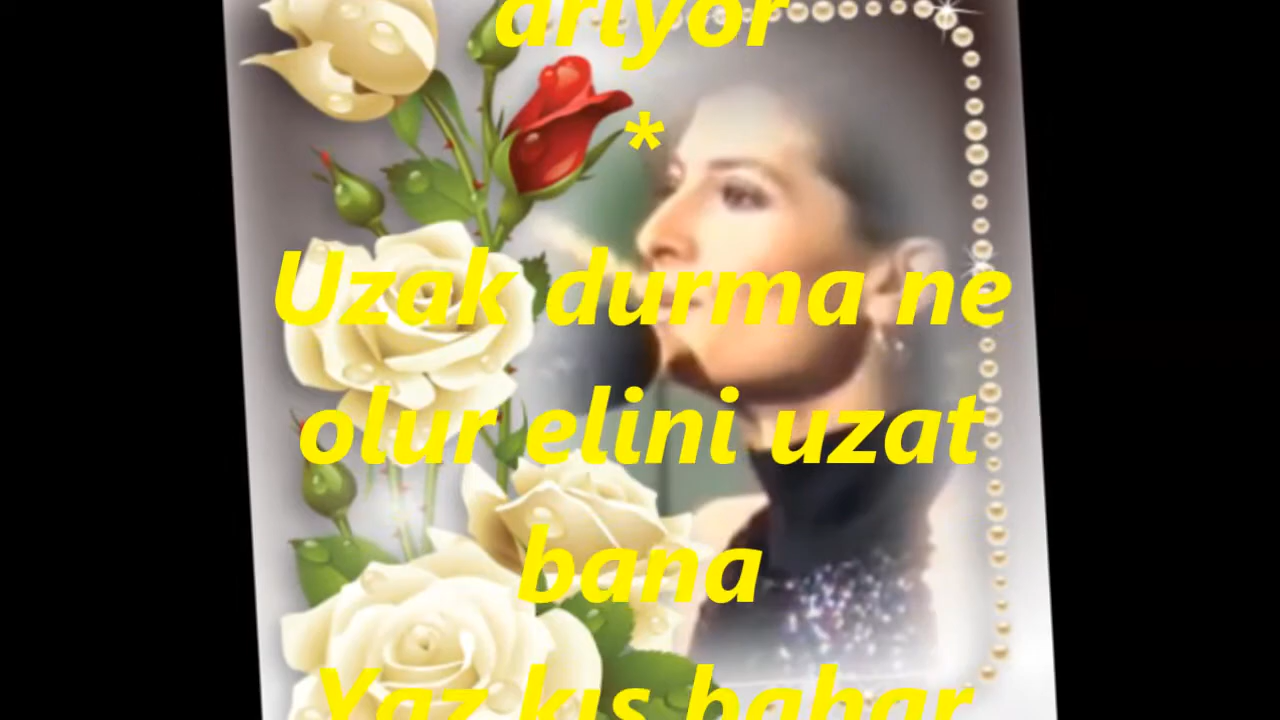 arıyor
*
Uzak durma ne
olur elini uzat
bana
Yaz kış bahar